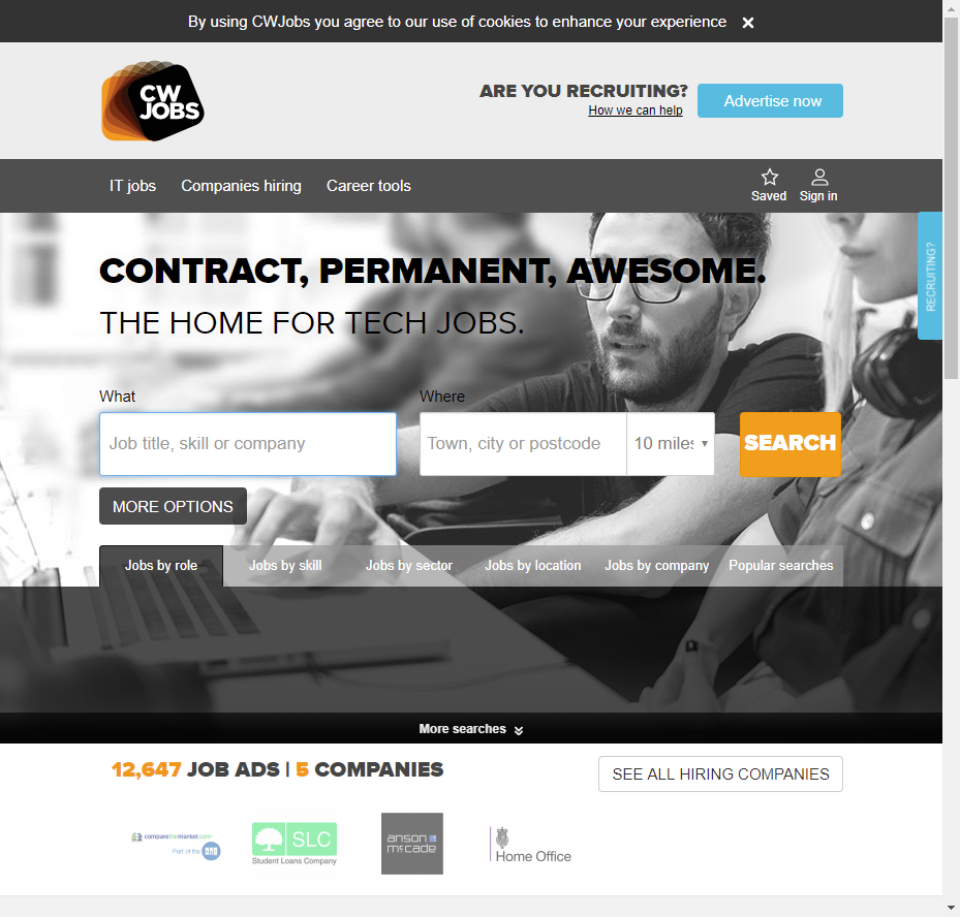 By using CWJobs you agree to our use of cookies to enhance your experience ×
CW
JOBS
ARE YOU RECRUITING?
How we can help
Advertise now
IT jobs Companies hiring Career tools
Saved Sign in
RECRUITING?
CONTRACT, PERMANENT, AWESOME.
THE HOME FOR TECH JOBS.
What Where
Job title, skill or company Town, city or postcode 10 miles SEARCH
MORE OPTIONS
Jobs by role Jobs by skill Jobs by sector Jobs by location Jobs by company Popular searches
More searches
12,647 JOB ADS | 5 COMPANIES
SEE ALL HIRING COMPANIES
comparethemarket.com
Part of the
SLC
Student Loans Company
anson
mccade
Home Office